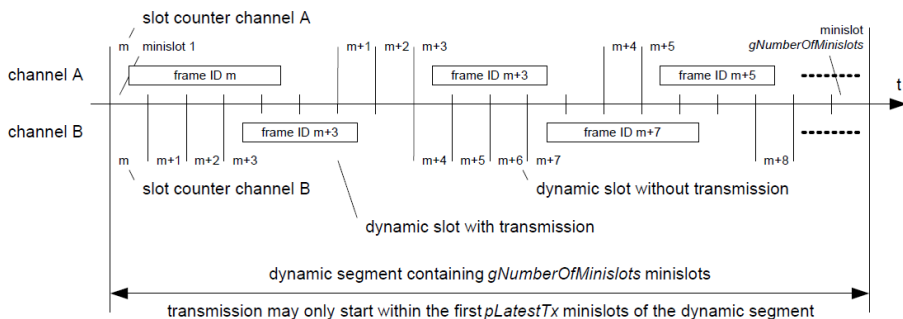 slot counter channel A
m minislot 1 m+1 m+2 m+3 m+4 m+5 minislot
gNumberOfMinislots
channel A frame ID m frame ID m+3 frame ID m+5
t
channel B frame ID m+3 frame ID m+7
m m+1 m+2 m+3 m+4 m+5 m+6 m+7 m+8
slot counter channel B dynamic slot without transmission
dynamic slot with transmission
dynamic segment containing gNumberOfMinislots minislots
transmission may only start within the first pLatestTx minislots of the dynamic segment